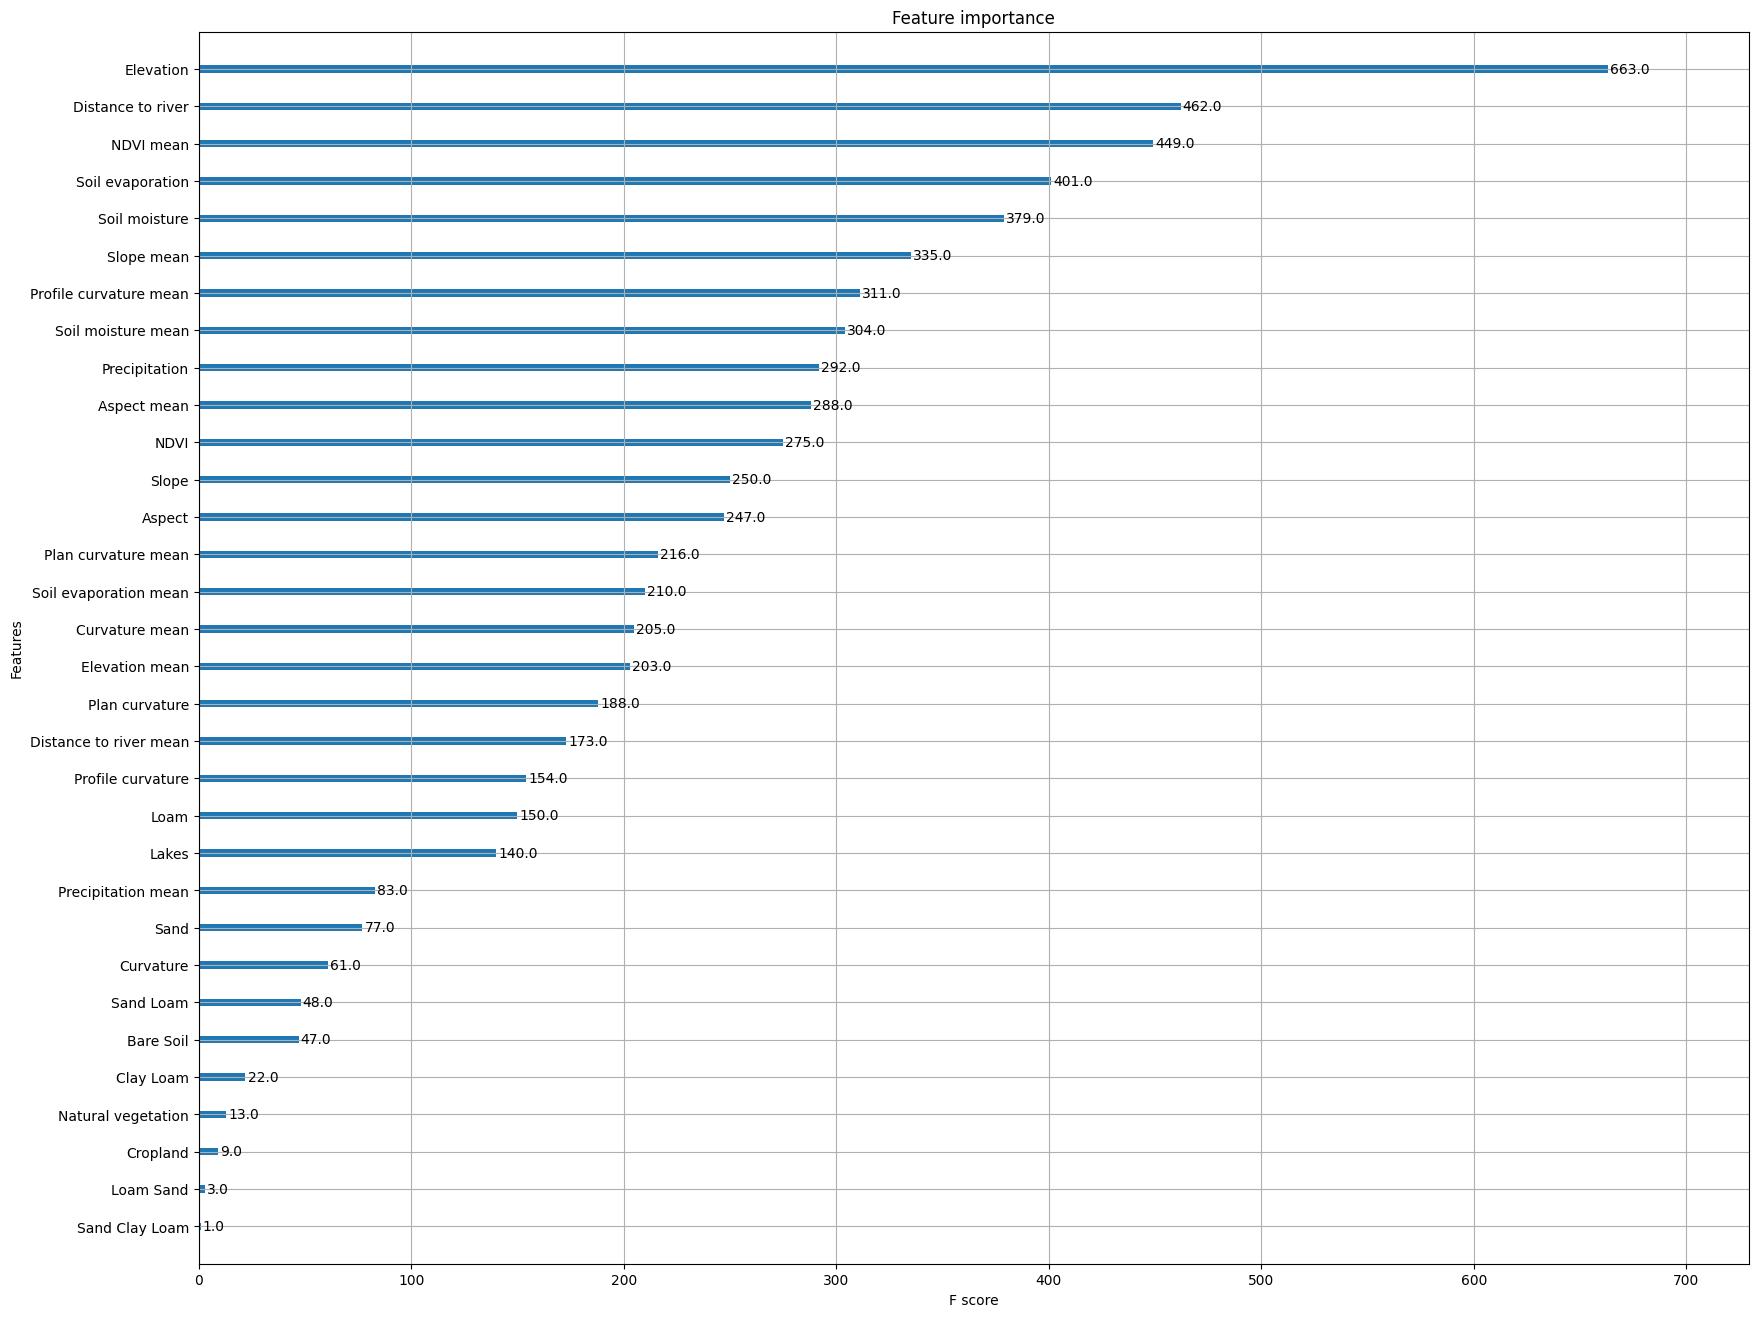 Feature importance
Elevation 663.0
Distance to river 462.0
NDVI mean 449.0
Soil evaporation 401.0
Soil moisture 379.0
Slope mean 335.0
Profile curvature mean 311.0
Soil moisture mean 304.0
Precipitation 292.0
Aspect mean 288.0
NDVI 275.0
Slope 250.0
Aspect 247.0
Plan curvature mean 216.0
Soil evaporation mean 210.0
Curvature mean 205.0
Elevation mean 203.0
Plan curvature 188.0
Distance to river mean 173.0
Profile curvature 154.0
Loam 150.0
Lakes 140.0
Precipitation mean 83.0
Sand 77.0
Curvature 61.0
Sand Loam 48.0
Bare Soil 47.0
Clay Loam 22.0
Natural vegetation 13.0
Cropland 9.0
Loam Sand 3.0
Sand Clay Loam 1.0
Features
0 100 200 300 400 500 600 700
F score